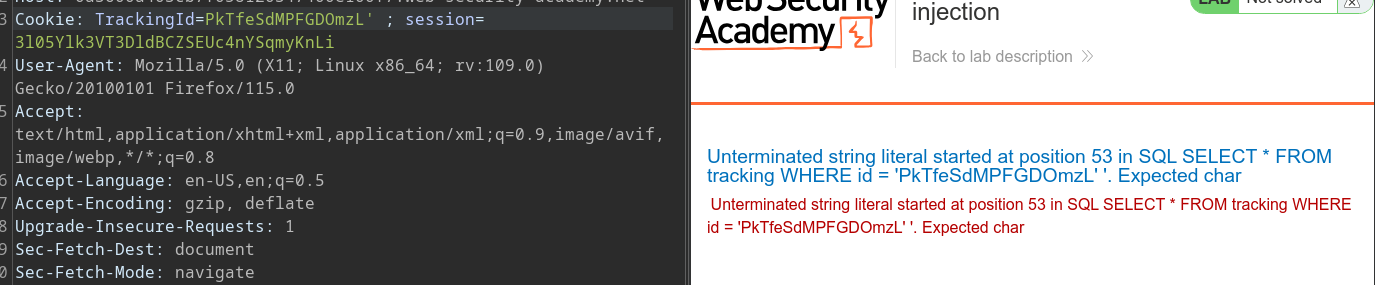 3 Cookie: TrackingId=PkTfeSdMPFGDOmzL' ; session=
3l05Ylk3VT3DldBCZSEUc4nYSqmyKnLi
4 User-Agent: Mozilla/5.0 (X11; Linux x86_64; rv:109.0)
Gecko/20100101 Firefox/115.0
5 Accept:
text/html,application/xhtml+xml,application/xml;q=0.9,image/avif,
image/webp,*/*;q=0.8
6 Accept-Language: en-US,en;q=0.5
7 Accept-Encoding: gzip, deflate
8 Upgrade-Insecure-Requests: 1
9 Sec-Fetch-Dest: document
0 Sec-Fetch-Mode: navigate
Web Security
Academy
injection
LAB Not solved
Back to lab description
Unterminated string literal started at position 53 in SQL SELECT * FROM
tracking WHERE id = 'PkTfeSdMPFGDOmzL' '. Expected char
Unterminated string literal started at position 53 in SQL SELECT * FROM tracking WHERE
id = 'PkTfeSdMPFGDOmzL' '. Expected char